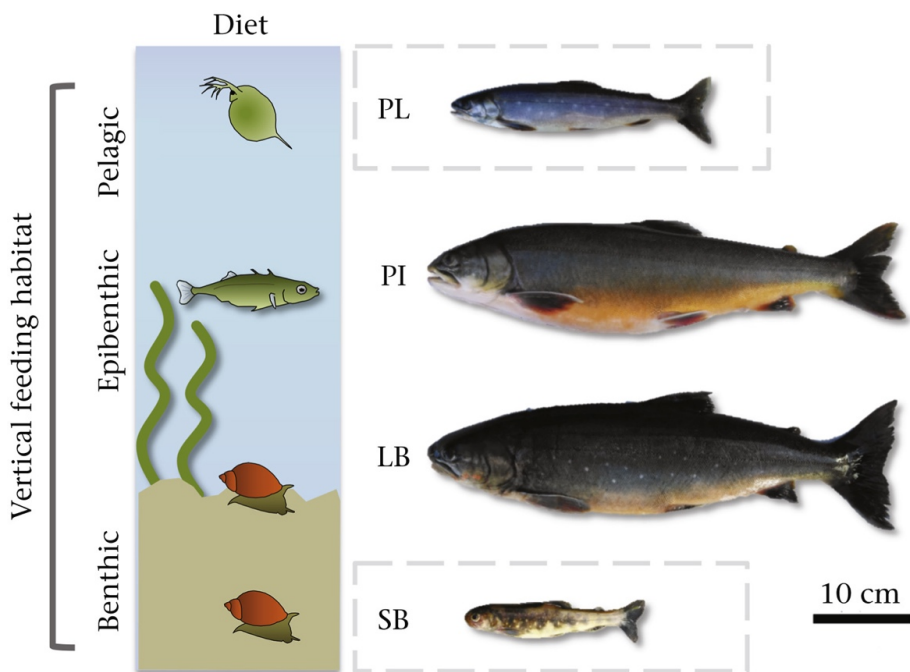 Diet
Vertical feeding habitat
Pelagic
Epibenthic
Benthic
PL
PI
LB
SB
10 cm